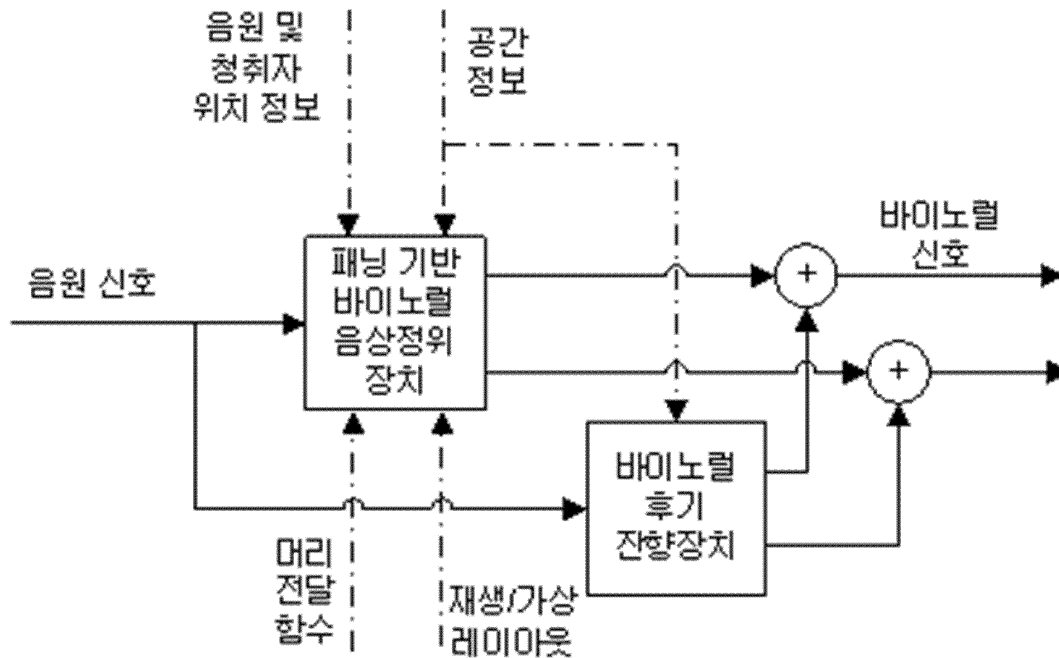 음원 및
청취자
위치 정보
공간
정보
바이노럴
신호
음원 신호
패닝 기반
바이노럴
음상정위
장치
+
+
바이노럴
후기
잔향장치
머리
전달
함수
재생/가상
레이아웃